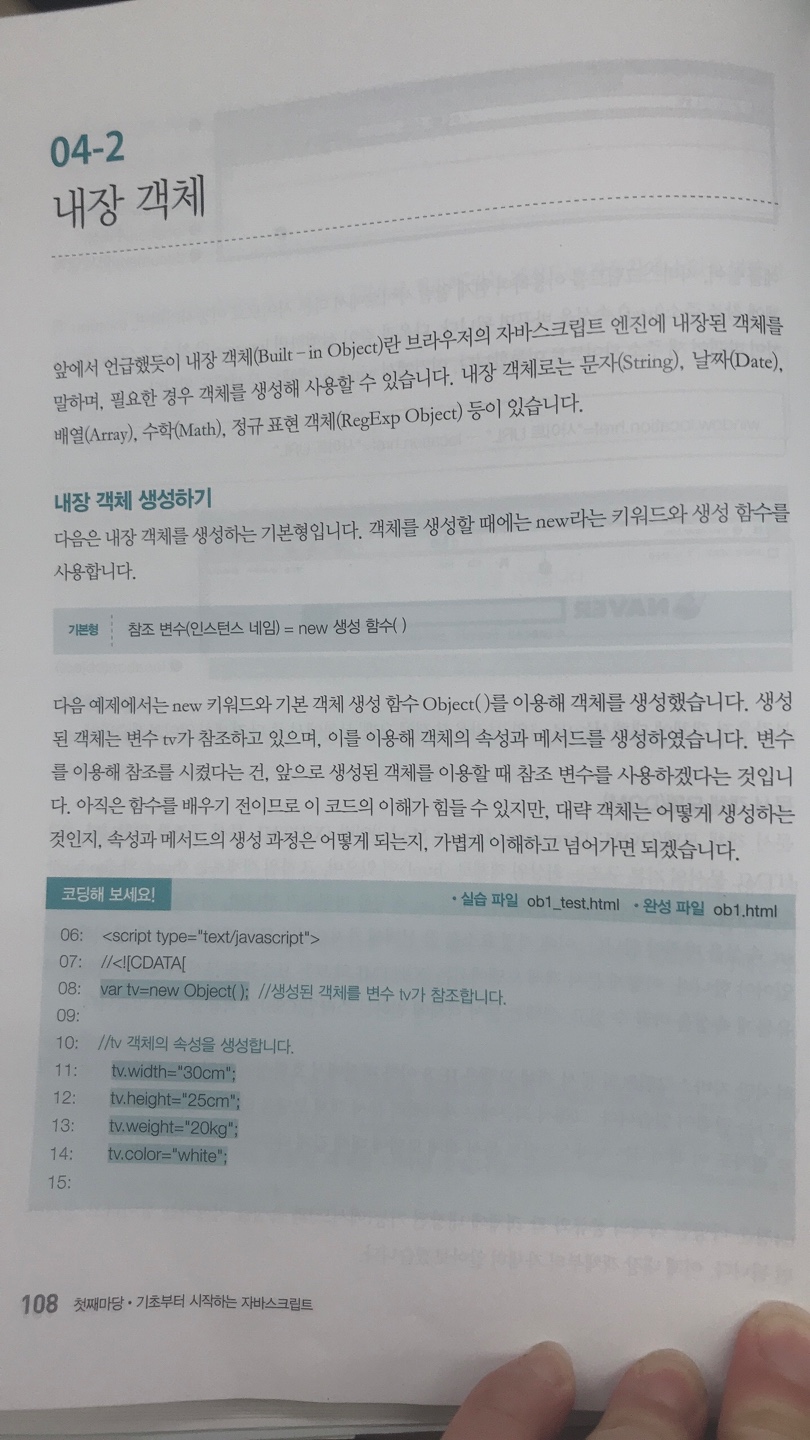 04-2
내장 객체
앞에서 언급했듯이 내장 객체(Built-in Object)란 브라우저의 자바스크립트 엔진에 내장된 객체를
말하며, 필요한 경우 객체를 생성해 사용할 수 있습니다. 내장 객체로는 문자(String), 날짜(Date),
배열(Array), 수학(Math), 정규 표현 객체(RegExp Object) 등이 있습니다.
내장 객체 생성하기
다음은 내장 객체를 생성하는 기본형입니다. 객체를 생성할 때에는 new라는 키워드와 생성 함수를
사용합니다.
기본형 참조 변수(인스턴스 네임) = new 생성 함수( )
다음 예제에서는 new 키워드와 기본 객체 생성 함수 Object( )를 이용해 객체를 생성했습니다. 생성
된 객체는 변수 tv가 참조하고 있으며, 이를 이용해 객체의 속성과 메서드를 생성하였습니다. 변수
를 이용해 참조를 시켰다는 건, 앞으로 생성된 객체를 이용할 때 참조 변수를 사용하겠다는 것입니
다. 아직은 함수를 배우기 전이므로 이 코드의 이해가 힘들 수 있지만, 대략 객체는 어떻게 생성하는
것인지, 속성과 메서드의 생성 과정은 어떻게 되는지, 가볍게 이해하고 넘어가면 되겠습니다.
코딩해 보세요! • 실습 파일 ob1_test.html • 완성 파일 ob1.html
06: <script type="text/javascript">
07: //<![CDATA[
08: var tv=new Object( ); //생성된 객체를 변수 tv가 참조합니다.
09:
10: //tv 객체의 속성을 생성합니다.
11: tv.width="30cm";
12: tv.height="25cm";
13: tv.weight="20kg";
14: tv.color="white";
15:
108 첫째마당 • 기초부터 시작하는 자바스크립트